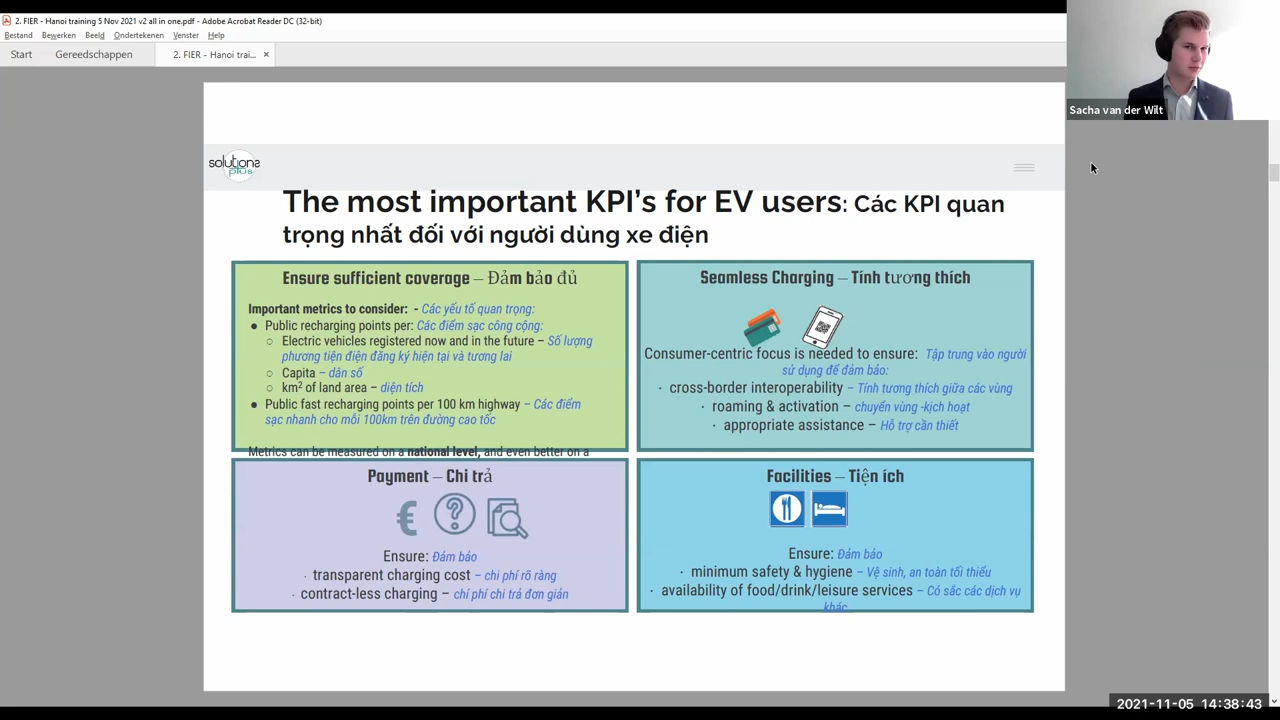 2. FIER - Hanoi training 5 Nov 2021 v2 all in one.pdf - Adobe Acrobat Reader DC (32-bit)
Bestand Bewerken Beeld Ondertekenen Venster Help
Start Gereedschappen 2. FIER - Hanoi trai... ×
Sacha van der Wilt
solutions
plus
The most important KPI's for EV users: Các KPI quan
trọng nhất đối với người dùng xe điện
Ensure sufficient coverage – Đảm bảo đủ
Important metrics to consider: - Các yếu tố quan trọng:
● Public recharging points per: Các điểm sạc công cộng:
○ Electric vehicles registered now and in the future – Số lượng
phương tiện điện đăng ký hiện tại và tương lai
○ Capita – dân số
○ km² of land area – diện tích
● Public fast recharging points per 100 km highway – Các điểm
sạc nhanh cho mỗi 100km trên đường cao tốc
Metrics can be measured on a national level, and even better on a
Seamless Charging – Tính tương thích
Consumer-centric focus is needed to ensure: Tập trung vào người
sử dụng để đảm bảo:
· cross-border interoperability – Tính tương thích giữa các vùng
· roaming & activation – chuyển vùng -kịch hoạt
· appropriate assistance – Hỗ trợ cần thiết
Payment – Chi trả
€ ?
Ensure: Đảm bảo
· transparent charging cost – chi phí rõ ràng
· contract-less charging – chí phí chi trả đơn giản
Facilities – Tiện ích
Ensure: Đảm bảo
· minimum safety & hygiene – Vệ sinh, an toàn tối thiểu
· availability of food/drink/leisure services – Có sắc các dịch vụ
khác
2021-11-05 14:38:43